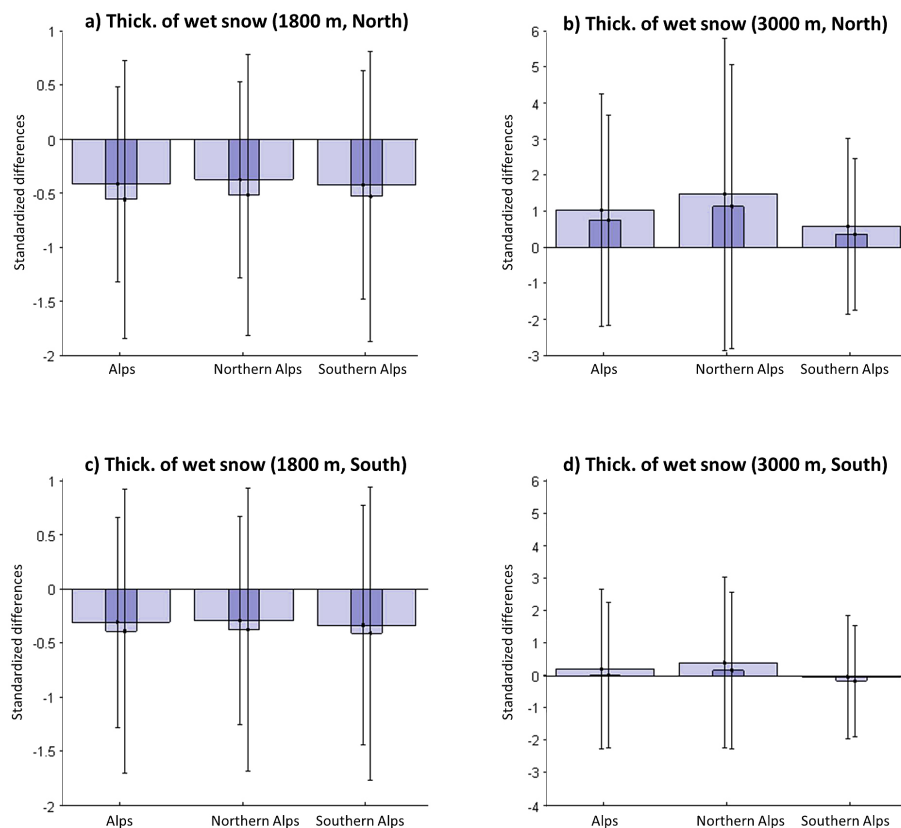 a) Thick. of wet snow (1800 m, North)
Standardized differences
1
0.5
0
-0.5
-1
-1.5
-2
Alps Northern Alps Southern Alps
b) Thick. of wet snow (3000 m, North)
Standardized differences
6
5
4
3
2
1
0
-1
-2
-3
Alps Northern Alps Southern Alps
c) Thick. of wet snow (1800 m, South)
Standardized differences
1
0.5
0
-0.5
-1
-1.5
-2
Alps Northern Alps Southern Alps
d) Thick. of wet snow (3000 m, South)
Standardized differences
6
5
4
3
2
1
0
-1
-2
-3
-4
Alps Northern Alps Southern Alps